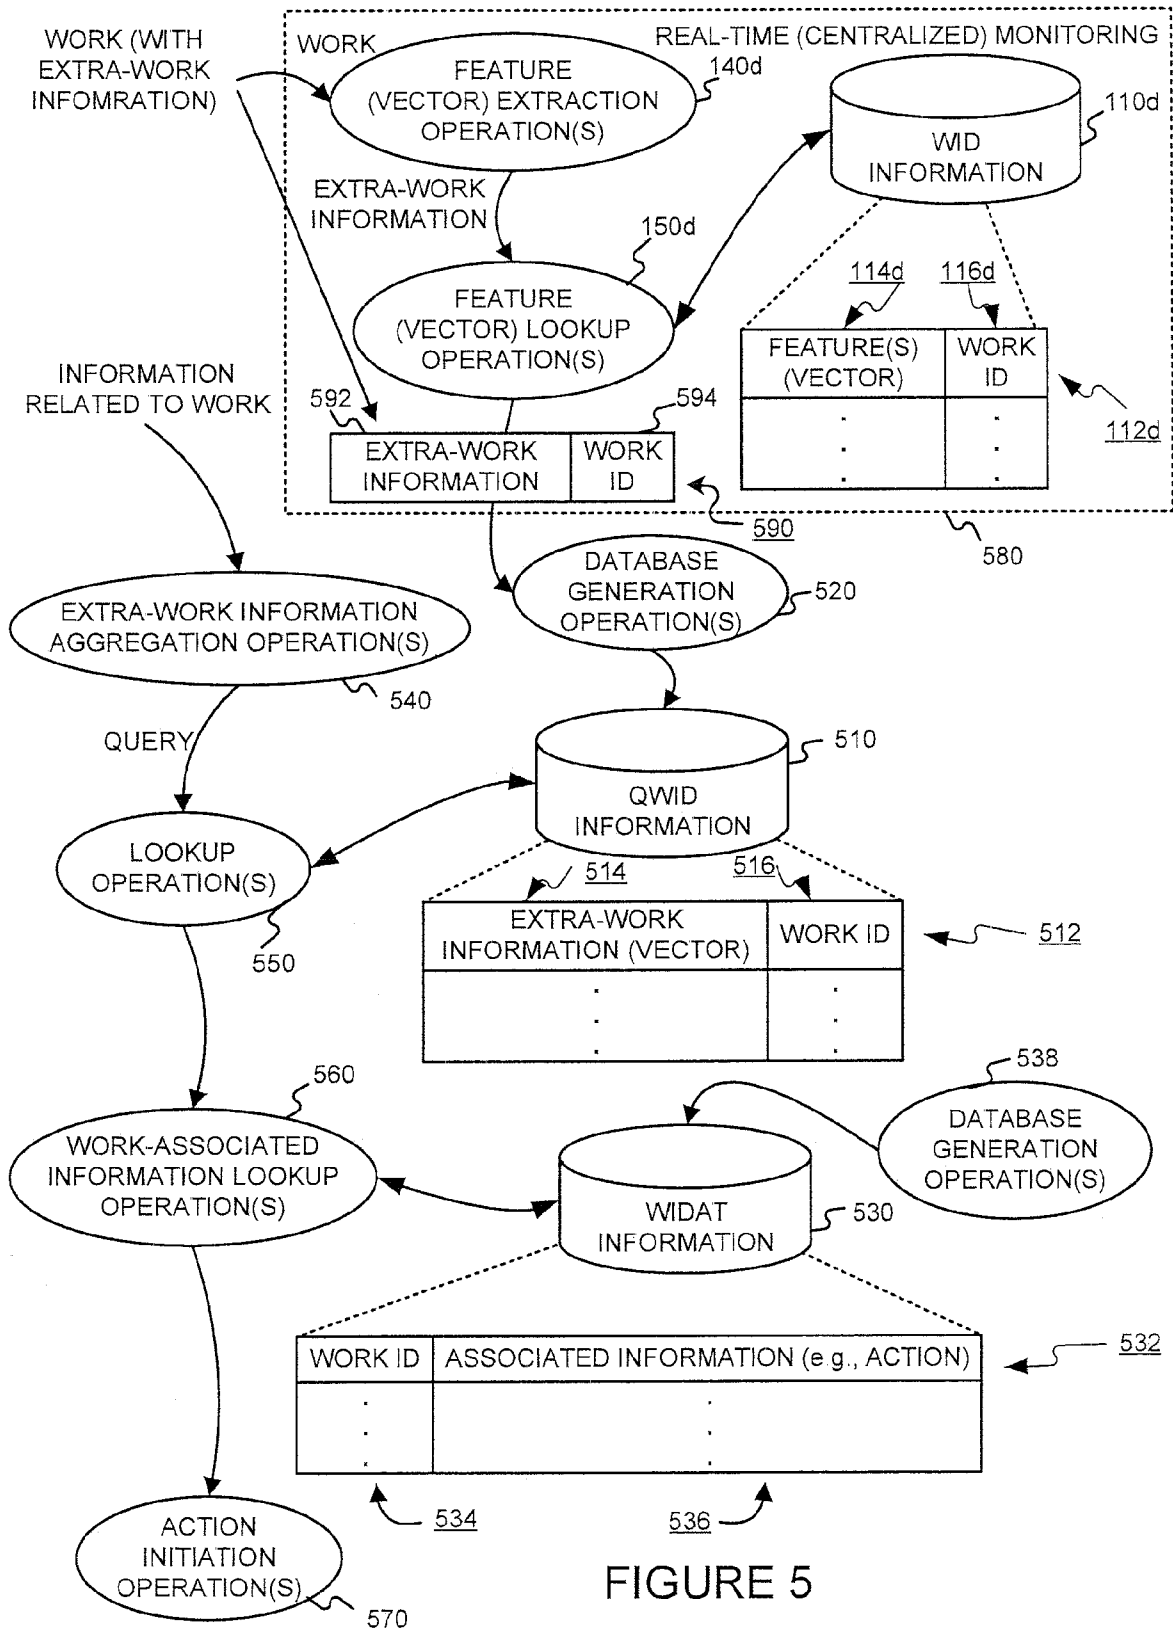 WORK (WITH
EXTRA-WORK
INFOMRATION)
WORK
REAL-TIME (CENTRALIZED) MONITORING
FEATURE
(VECTOR) EXTRACTION
OPERATION(S)
140d
110d
WID
INFORMATION
EXTRA-WORK
INFORMATION
150d
FEATURE
(VECTOR) LOOKUP
OPERATION(S)
114d
116d
FEATURE(S)
(VECTOR)
WORK
ID
112d
INFORMATION
RELATED TO WORK
592
594
EXTRA-WORK
INFORMATION
WORK
ID
590
580
DATABASE
GENERATION
OPERATION(S)
520
EXTRA-WORK INFORMATION
AGGREGATION OPERATION(S)
540
QUERY
510
QWID
INFORMATION
LOOKUP
OPERATION(S)
550
514
516
EXTRA-WORK
INFORMATION (VECTOR)
WORK ID
512
538
DATABASE
GENERATION
OPERATION(S)
560
WORK-ASSOCIATED
INFORMATION LOOKUP
OPERATION(S)
WIDAT
INFORMATION
530
WORK ID
ASSOCIATED INFORMATION (e.g., ACTION)
532
534
536
ACTION
INITIATION
OPERATION(S)
570
FIGURE 5